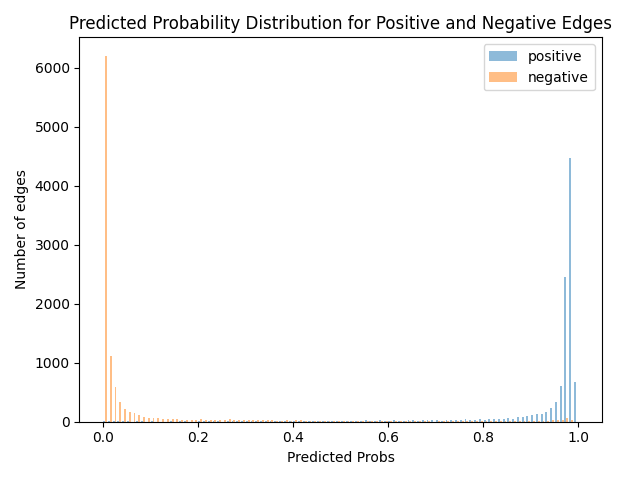 Predicted Probability Distribution for Positive and Negative Edges
positive
negative
6000
5000
4000
3000
2000
1000
0
Number of edges
0.0 0.2 0.4 0.6 0.8 1.0
Predicted Probs